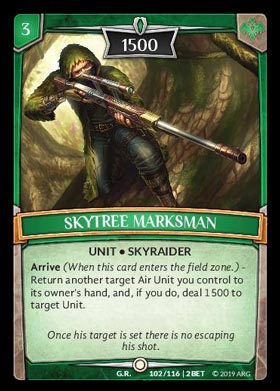 3
1500
SKYTREE MARKSMAN
UNIT • SKYRAIDER
Arrive (When this card enters the field zone.) -
Return another target Air Unit you control
to its owner's hand, and, if you do, deal 1500
to target Unit.
Once his target is set there is no escaping
his shot.
G.R. 102/116 | 2BET © 2019 ARG